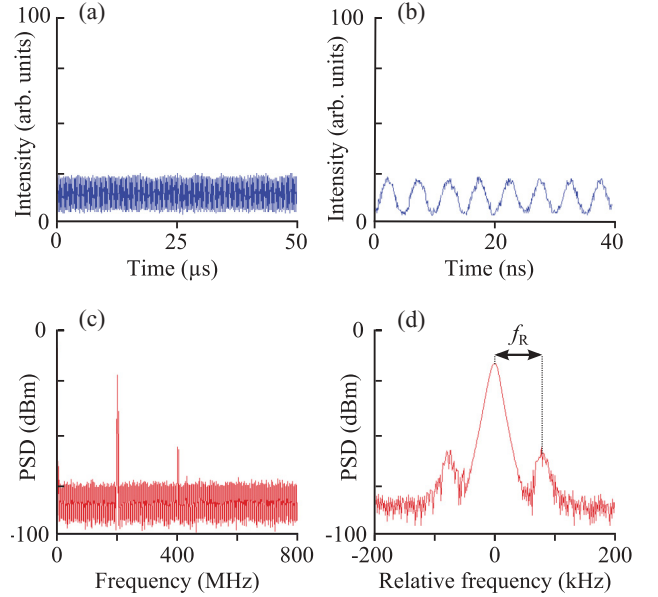 (a)
(b)
100
100
Intensity (arb. units)
Intensity (arb. units)
0
0
0 25 50
0 20 40
Time (µs)
Time (ns)
(c)
(d)
0
0
f_R
PSD (dBm)
PSD (dBm)
-100
-100
0 400 800
-200 0 200
Frequency (MHz)
Relative frequency (kHz)